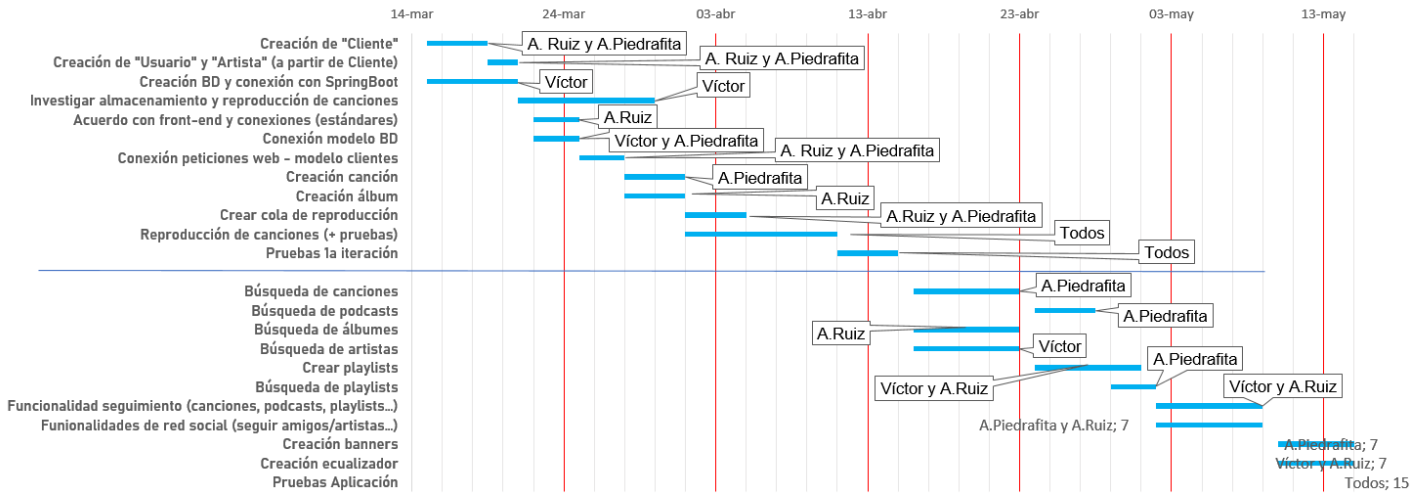 14-mar 24-mar 03-abr 13-abr 23-abr 03-may 13-may
Creación de "Cliente" A. Ruiz y A.Piedrafita
Creación de "Usuario" y "Artista" (a partir de Cliente) A. Ruiz y A.Piedrafita
Creación BD y conexión con SpringBoot Víctor
Investigar almacenamiento y reproducción de canciones Víctor
Acuerdo con front-end y conexiones (estándares) A.Ruiz
Conexión modelo BD Víctor y A.Piedrafita
Conexión peticiones web - modelo clientes A. Ruiz y A.Piedrafita
Creación canción A.Piedrafita
Creación álbum A.Ruiz
Crear cola de reproducción A.Ruiz y A.Piedrafita
Reproducción de canciones (+ pruebas) Todos
Pruebas 1a iteración Todos
Búsqueda de canciones A.Piedrafita
Búsqueda de podcasts A.Piedrafita
Búsqueda de álbumes A.Ruiz
Búsqueda de artistas Víctor
Crear playlists Víctor y A.Ruiz
Búsqueda de playlists A.Piedrafita
Funcionalidad seguimiento (canciones, podcasts, playlists...) Víctor y A.Ruiz
Funionalidades de red social (seguir amigos/artistas...) A.Piedrafita y A.Ruiz; 7
Creación banners A.Piedrafita; 7
Creación ecualizador Víctor y A.Ruiz; 7
Pruebas Aplicación Todos; 15